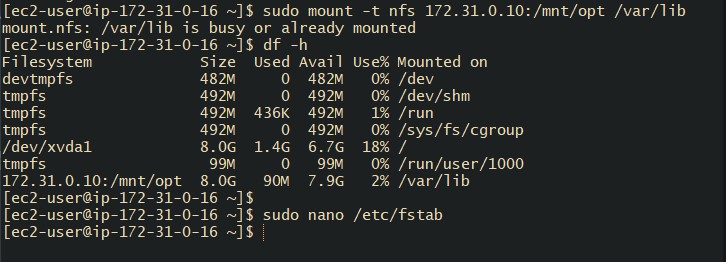 [ec2-user@ip-172-31-0-16 ~]$ sudo mount -t nfs 172.31.0.10:/mnt/opt /var/lib
mount.nfs: /var/lib is busy or already mounted
[ec2-user@ip-172-31-0-16 ~]$ df -h
Filesystem            Size  Used Avail Use% Mounted on
devtmpfs              482M     0  482M   0% /dev
tmpfs                 492M     0  492M   0% /dev/shm
tmpfs                 492M  436K  492M   1% /run
tmpfs                 492M     0  492M   0% /sys/fs/cgroup
/dev/xvda1            8.0G  1.4G  6.7G  18% /
tmpfs                  99M     0   99M   0% /run/user/1000
172.31.0.10:/mnt/opt  8.0G   90M  7.9G   2% /var/lib
[ec2-user@ip-172-31-0-16 ~]$
[ec2-user@ip-172-31-0-16 ~]$ sudo nano /etc/fstab
[ec2-user@ip-172-31-0-16 ~]$